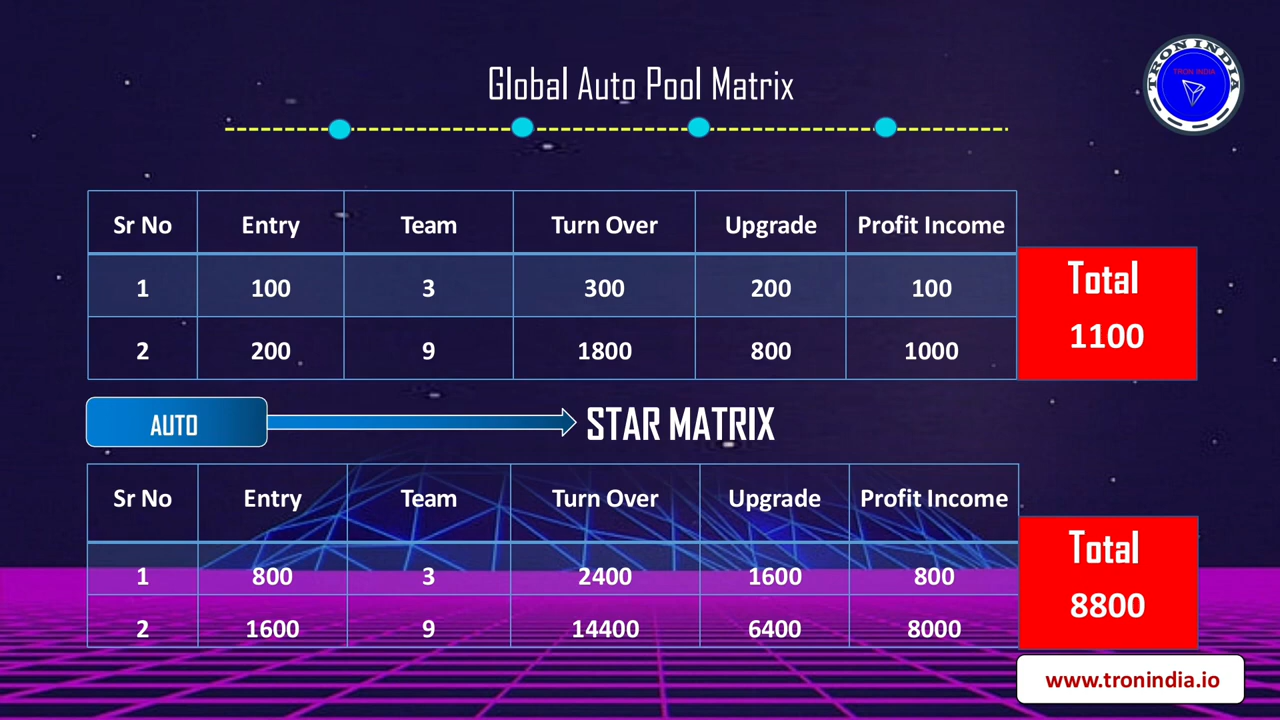 Global Auto Pool Matrix
TRON INDIA
TRON INDIA
Sr No Entry Team Turn Over Upgrade Profit Income
1 100 3 300 200 100
2 200 9 1800 800 1000
Total
1100
AUTO STAR MATRIX
Sr No Entry Team Turn Over Upgrade Profit Income
1 800 3 2400 1600 800
2 1600 9 14400 6400 8000
Total
8800
www.tronindia.io